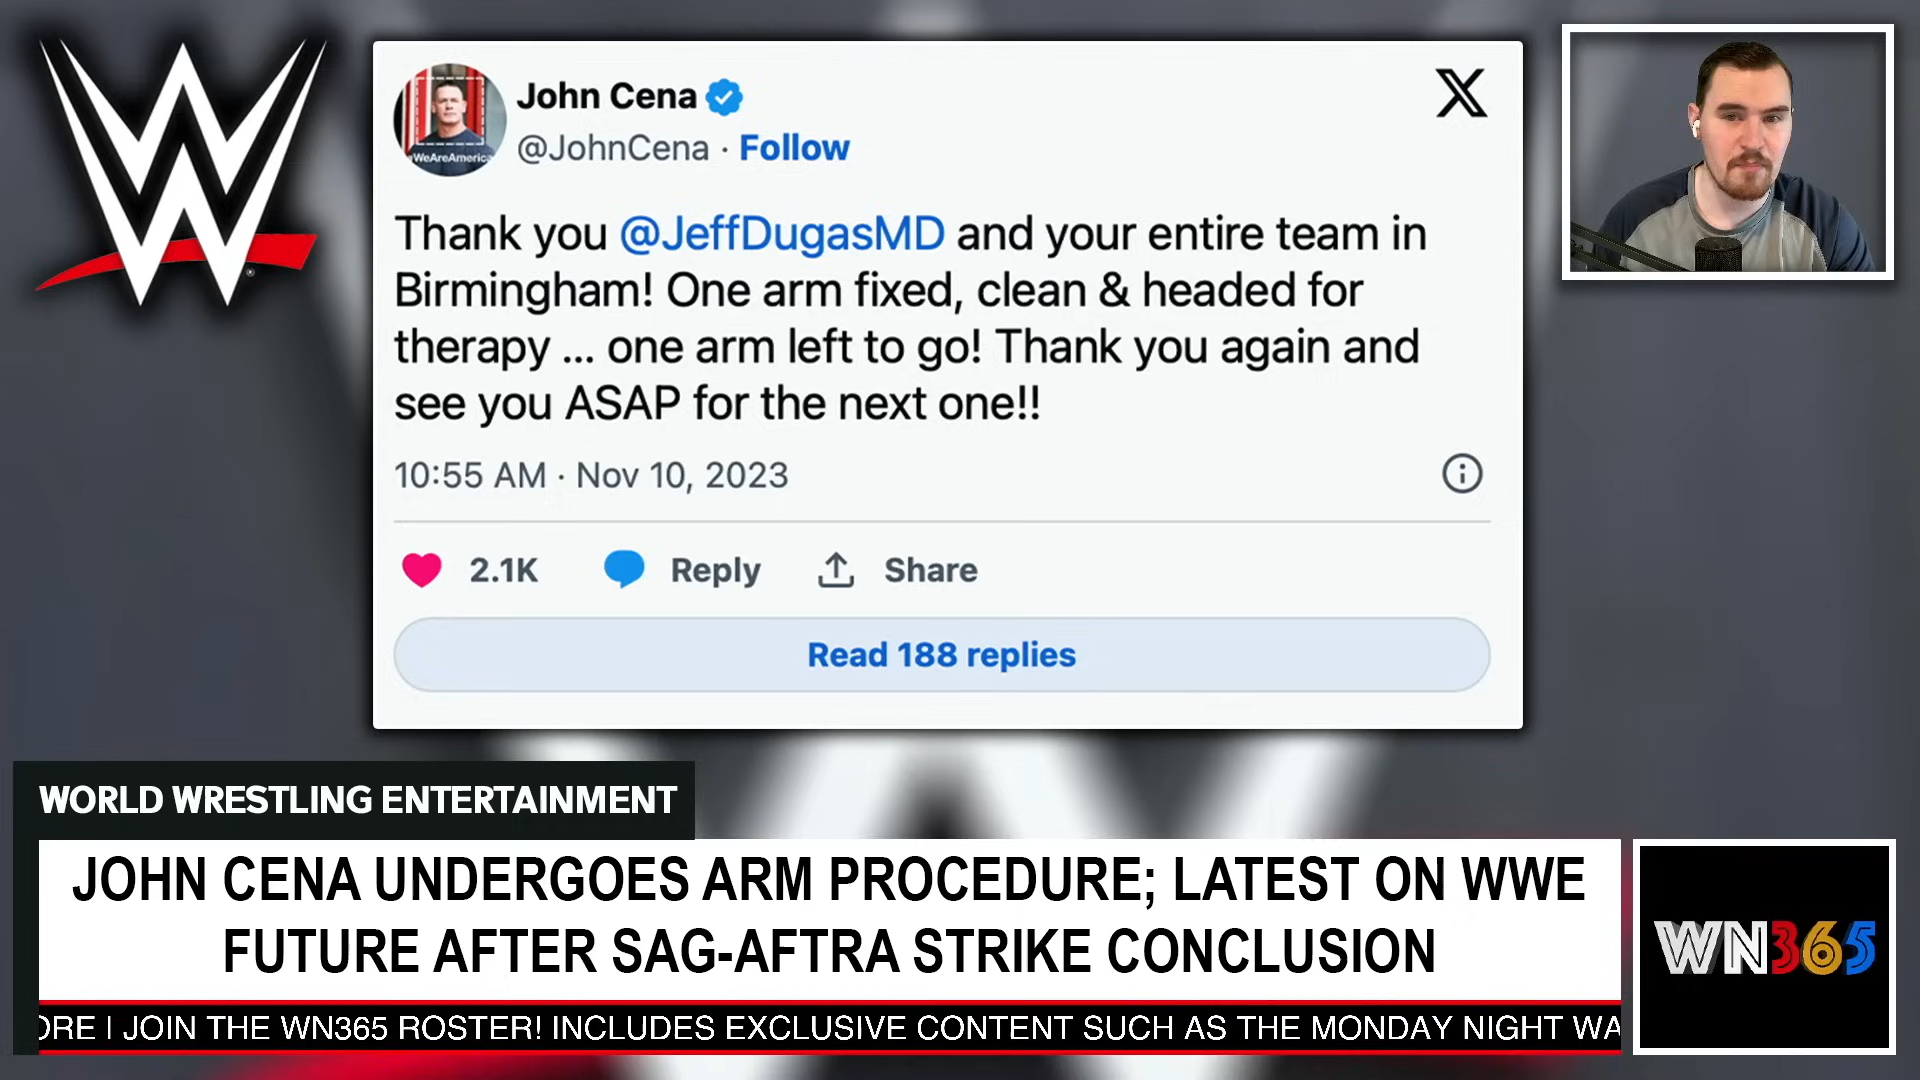 John Cena
@JohnCena · Follow
#WeAreAmerica
Thank you @JeffDugasMD and your entire team in
Birmingham! One arm fixed, clean & headed for
therapy ... one arm left to go! Thank you again and
see you ASAP for the next one!!
10:55 AM · Nov 10, 2023
2.1K Reply Share
Read 188 replies
WORLD WRESTLING ENTERTAINMENT
JOHN CENA UNDERGOES ARM PROCEDURE; LATEST ON WWE
FUTURE AFTER SAG-AFTRA STRIKE CONCLUSION
WN365
ORE | JOIN THE WN365 ROSTER! INCLUDES EXCLUSIVE CONTENT SUCH AS THE MONDAY NIGHT WA